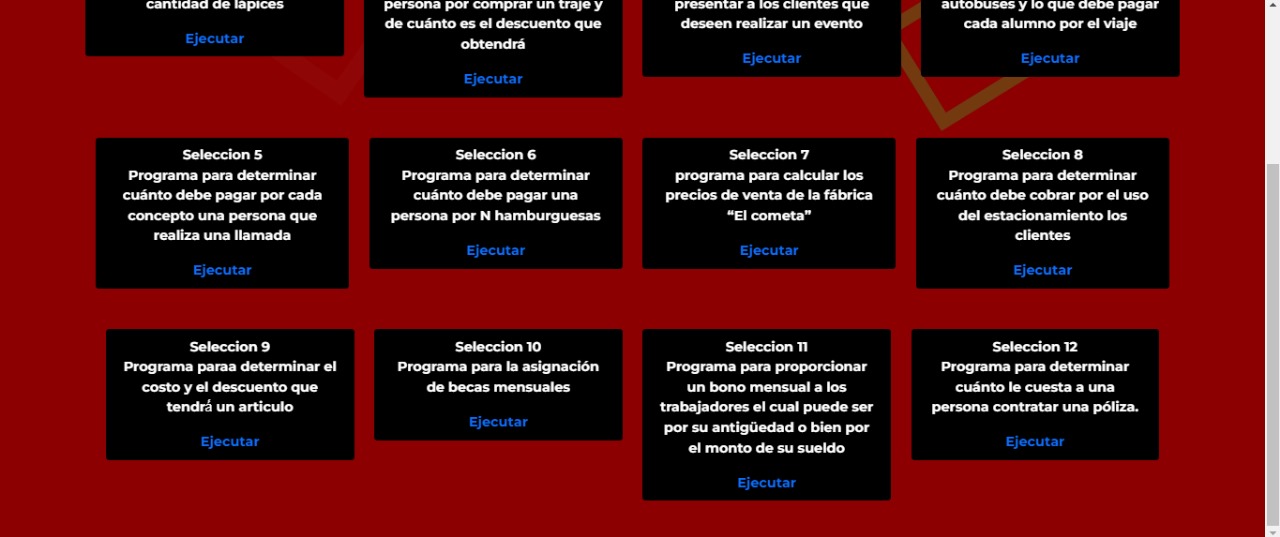 cantidad de lápices
Ejecutar
persona por comprar un traje y
de cuánto es el descuento que
obtendrá
Ejecutar
presentar a los clientes que
deseen realizar un evento
Ejecutar
autobuses y lo que debe pagar
cada alumno por el viaje
Ejecutar
Seleccion 5
Programa para determinar
cuánto debe pagar por cada
concepto una persona que
realiza una llamada
Ejecutar
Seleccion 6
Programa para determinar
cuánto debe pagar una
persona por N hamburguesas
Ejecutar
Seleccion 7
programa para calcular los
precios de venta de la fábrica
“El cometa”
Ejecutar
Seleccion 8
Programa para determinar
cuánto debe cobrar por el uso
del estacionamiento los
clientes
Ejecutar
Seleccion 9
Programa paraa determinar el
costo y el descuento que
tendrá un articulo
Ejecutar
Seleccion 10
Programa para la asignación
de becas mensuales
Ejecutar
Seleccion 11
Programa para proporcionar
un bono mensual a los
trabajadores el cual puede ser
por su antigüedad o bien por
el monto de su sueldo
Ejecutar
Seleccion 12
Programa para determinar
cuánto le cuesta a una
persona contratar una póliza.
Ejecutar